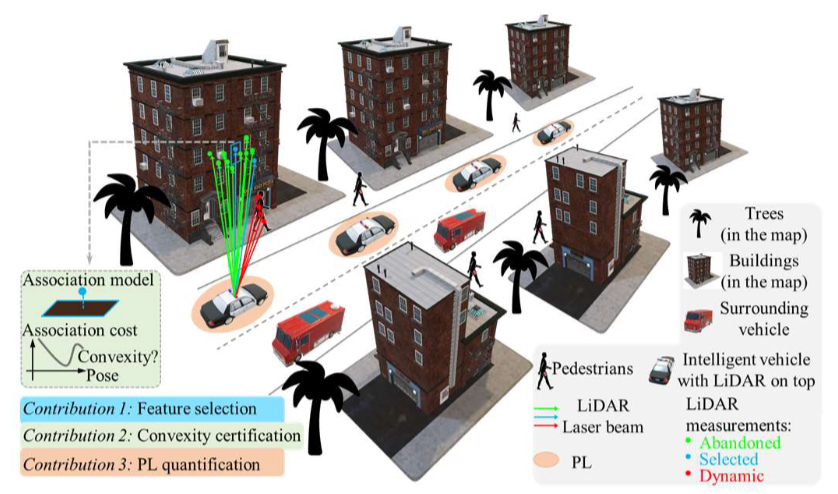 Association model
Association cost
Convexity?
Pose
Contribution 1: Feature selection
Contribution 2: Convexity certification
Contribution 3: PL quantification
Trees
(in the map)
Buildings
(in the map)
Surrounding
vehicle
Pedestrians
LiDAR
Laser beam
PL
Intelligent vehicle
with LiDAR on top
LiDAR
measurements:
Abandoned
Selected
Dynamic